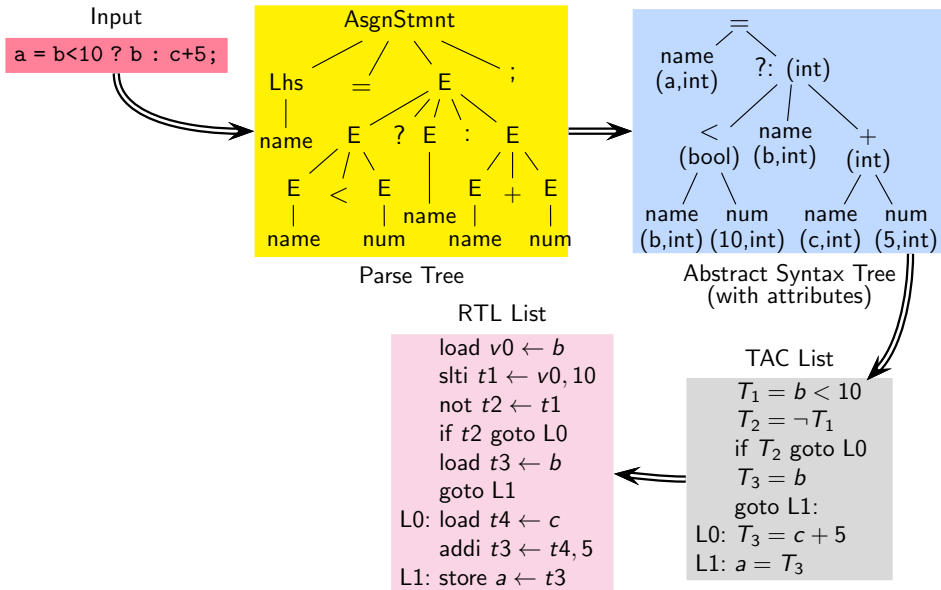 Input
a = b<10 ? b : c+5;
AsgnStmnt
Lhs = E ;
name E ? E : E
E < E name E + E
name num name num
Parse Tree
=
name ?: (int)
(a,int)
< name +
(bool) (b,int) (int)
name num name num
(b,int) (10,int) (c,int) (5,int)
Abstract Syntax Tree
(with attributes)
RTL List
load v0 ← b
slti t1 ← v0, 10
not t2 ← t1
if t2 goto L0
load t3 ← b
goto L1
L0: load t4 ← c
addi t3 ← t4, 5
L1: store a ← t3
TAC List
T₁ = b < 10
T₂ = ¬T₁
if T₂ goto L0
T₃ = b
goto L1:
L0: T₃ = c + 5
L1: a = T₃